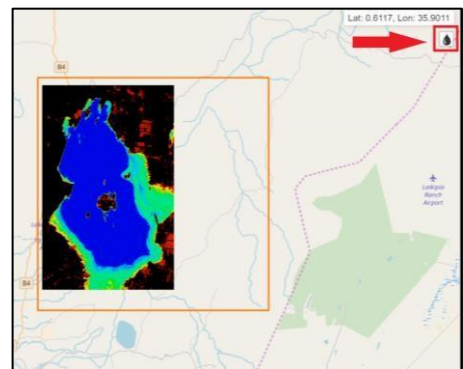 Lat: 0.6117, Lon: 35.9011
B4
Laikipia
Ranch
Airport
B4